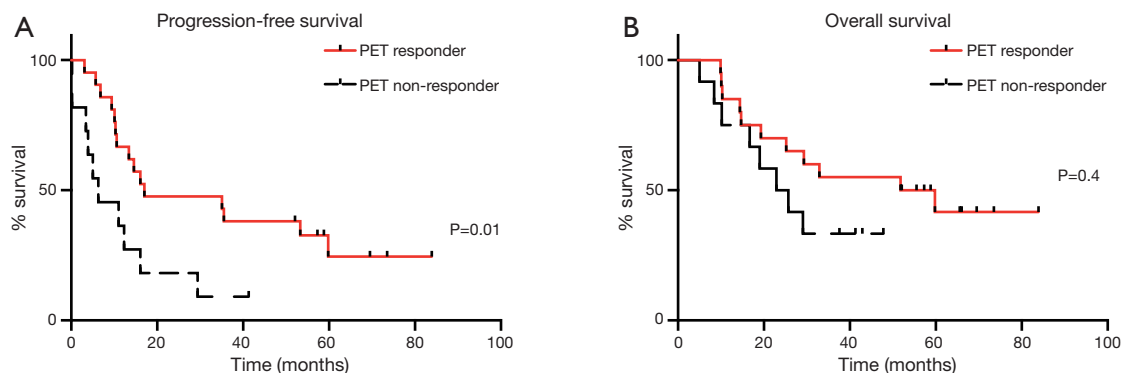 A
Progression-free survival
PET responder
PET non-responder
100
50
0
% survival
P=0.01
0 20 40 60 80 100
Time (months)
B
Overall survival
PET responder
PET non-responder
100
50
0
% survival
P=0.4
0 20 40 60 80 100
Time (months)